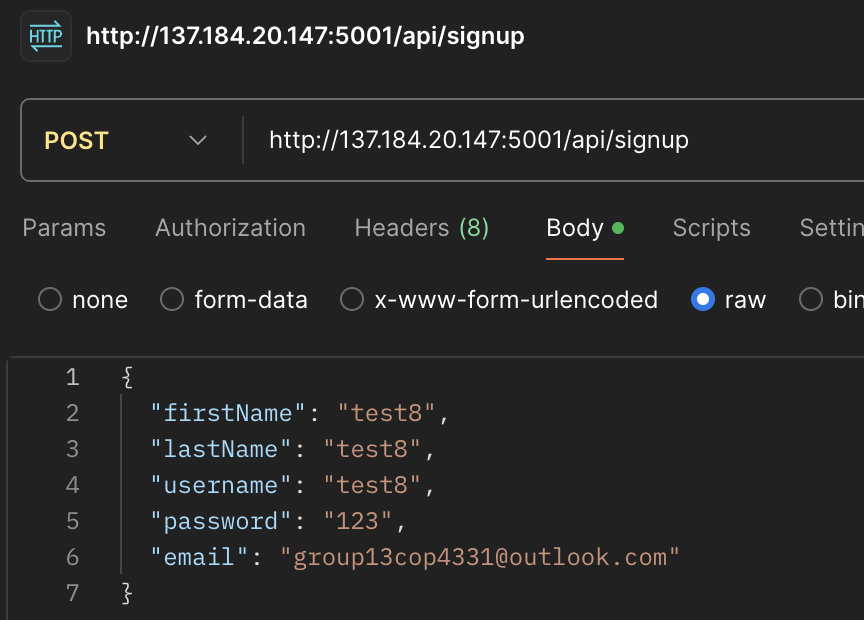 HTTP http://137.184.20.147:5001/api/signup
POST http://137.184.20.147:5001/api/signup
Params Authorization Headers (8) Body Scripts Settin
none form-data x-www-form-urlencoded raw bin
1 {
2 "firstName": "test8",
3 "lastName": "test8",
4 "username": "test8",
5 "password": "123",
6 "email": "group13cop4331@outlook.com"
7 }